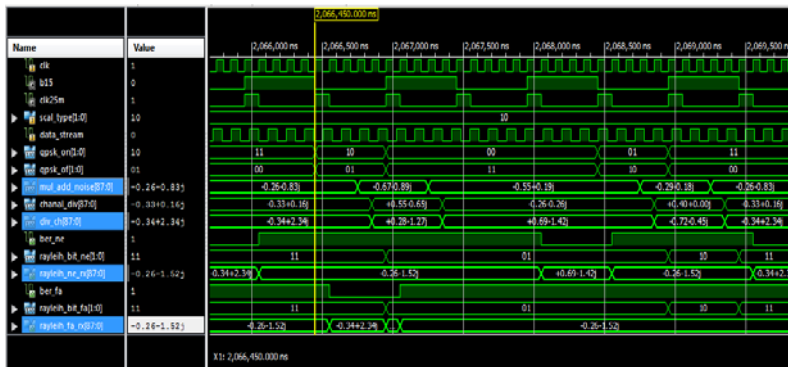 2,066,450.000 ns
Name Value 2,066,000 ns 2,066,500 ns 2,067,000 ns 2,067,500 ns 2,068,000 ns 2,068,500 ns 2,069,000 ns 2,069,500 n
clk 1
b15 0
clk25m 1
scal_type[1:0] 10 10
data_stream 0
qpsk_on[1:0] 10 11 10 00 01 11
qpsk_of[1:0] 01 00 01 11 10 00
mul_add_noise[87:0] -0.26-0.83j -0.26-0.83j -0.67-0.89j -0.55+0.19j -0.29-0.18j -0.26-0.83j
chanal_div[87:0] -0.33+0.16j -0.33+0.16j +0.55-0.65j -0.26-0.26j +0.40+0.00j -0.33+0.16j
div_ch[87:0] -0.34+2.34j -0.34+2.34j +0.28-1.27j +0.69-1.42j -0.72-0.45j -0.34+2.34j
ber_ne 1
rayleih_bit_ne[1:0] 11 11 01 10 11
rayleih_ne_rx[87:0] -0.26-1.52j -0.34+2.34j -0.26-1.52j +0.69-1.42j -0.26-1.52j -0.34+2.
ber_fa 1
rayleih_bit_fa[1:0] 11 11 01 10 11
rayleih_fa_rx[87:0] -0.26-1.52j -0.26-1.52j -0.34+2.34j -0.26-1.52j
X1: 2,066,450.000 ns